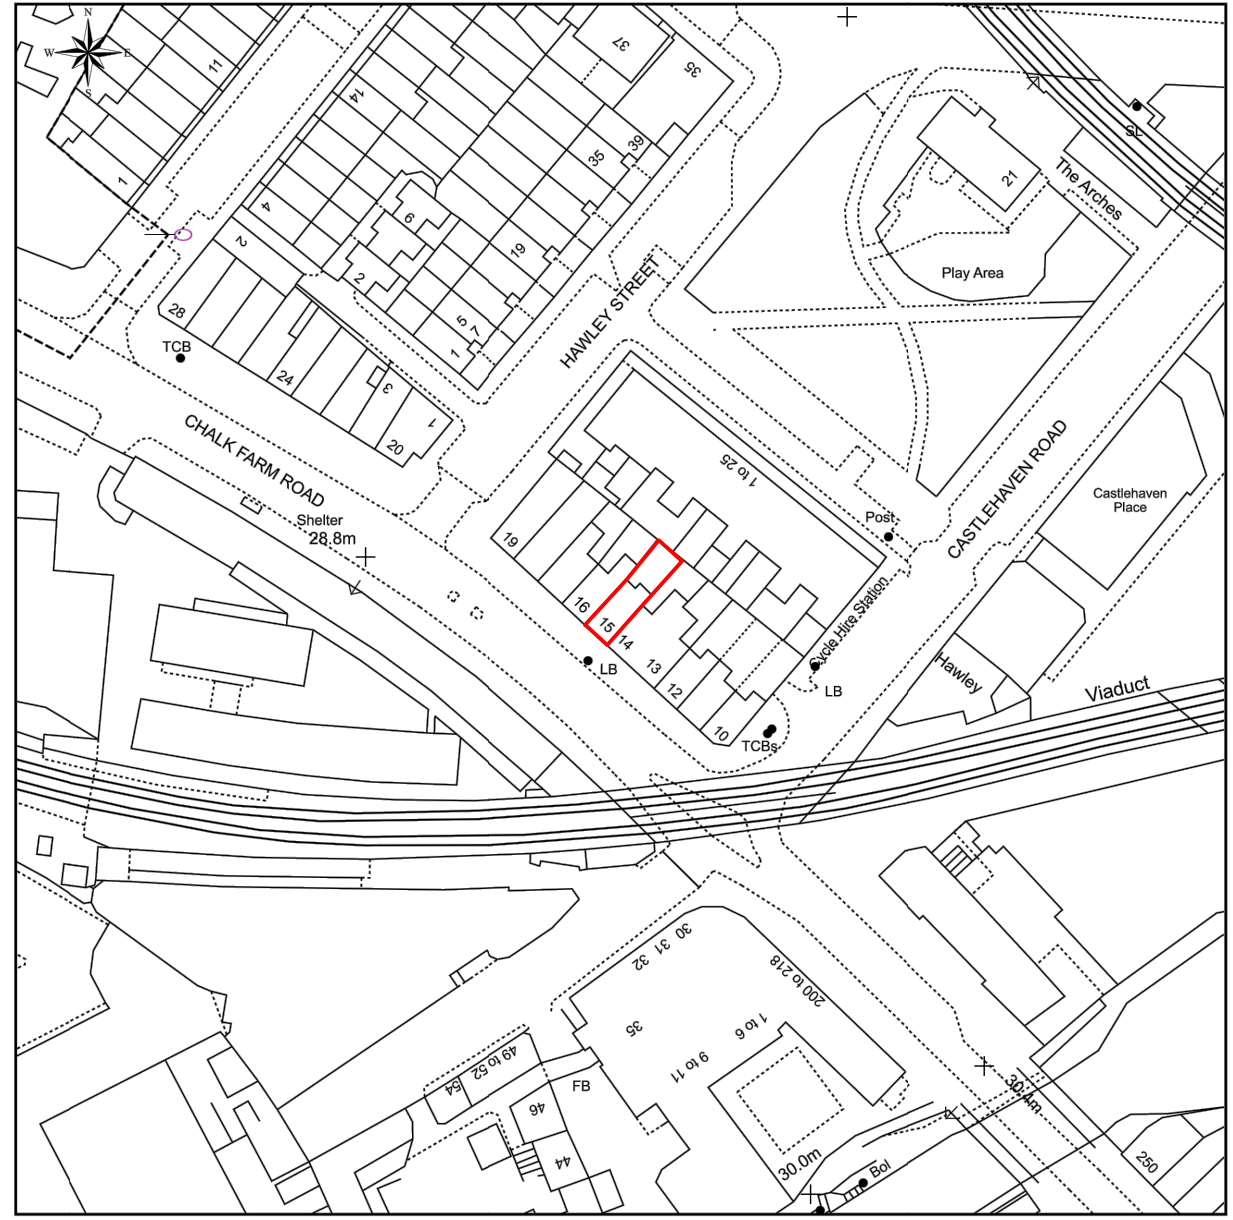 N
W E
S
11
1
14
37
35
39
35
4
2
6
2
19
5
7
1
28
TCB
24
3
1
20
HAWLEY STREET
CHALK FARM ROAD
Shelter
28.8m
SL
The Arches
21
Play Area
CASTLEHAVEN ROAD
Castlehaven
Place
Post
1 to 25
Cycle Hire Station
19
16
15
14
13
12
10
LB
LB
TCBs
Hawley
Viaduct
30
31
32
35
200 to 218
1 to 6
9 to 11
49 to 52
54
FB
46
44
30.4m
30.0m
Bol
250